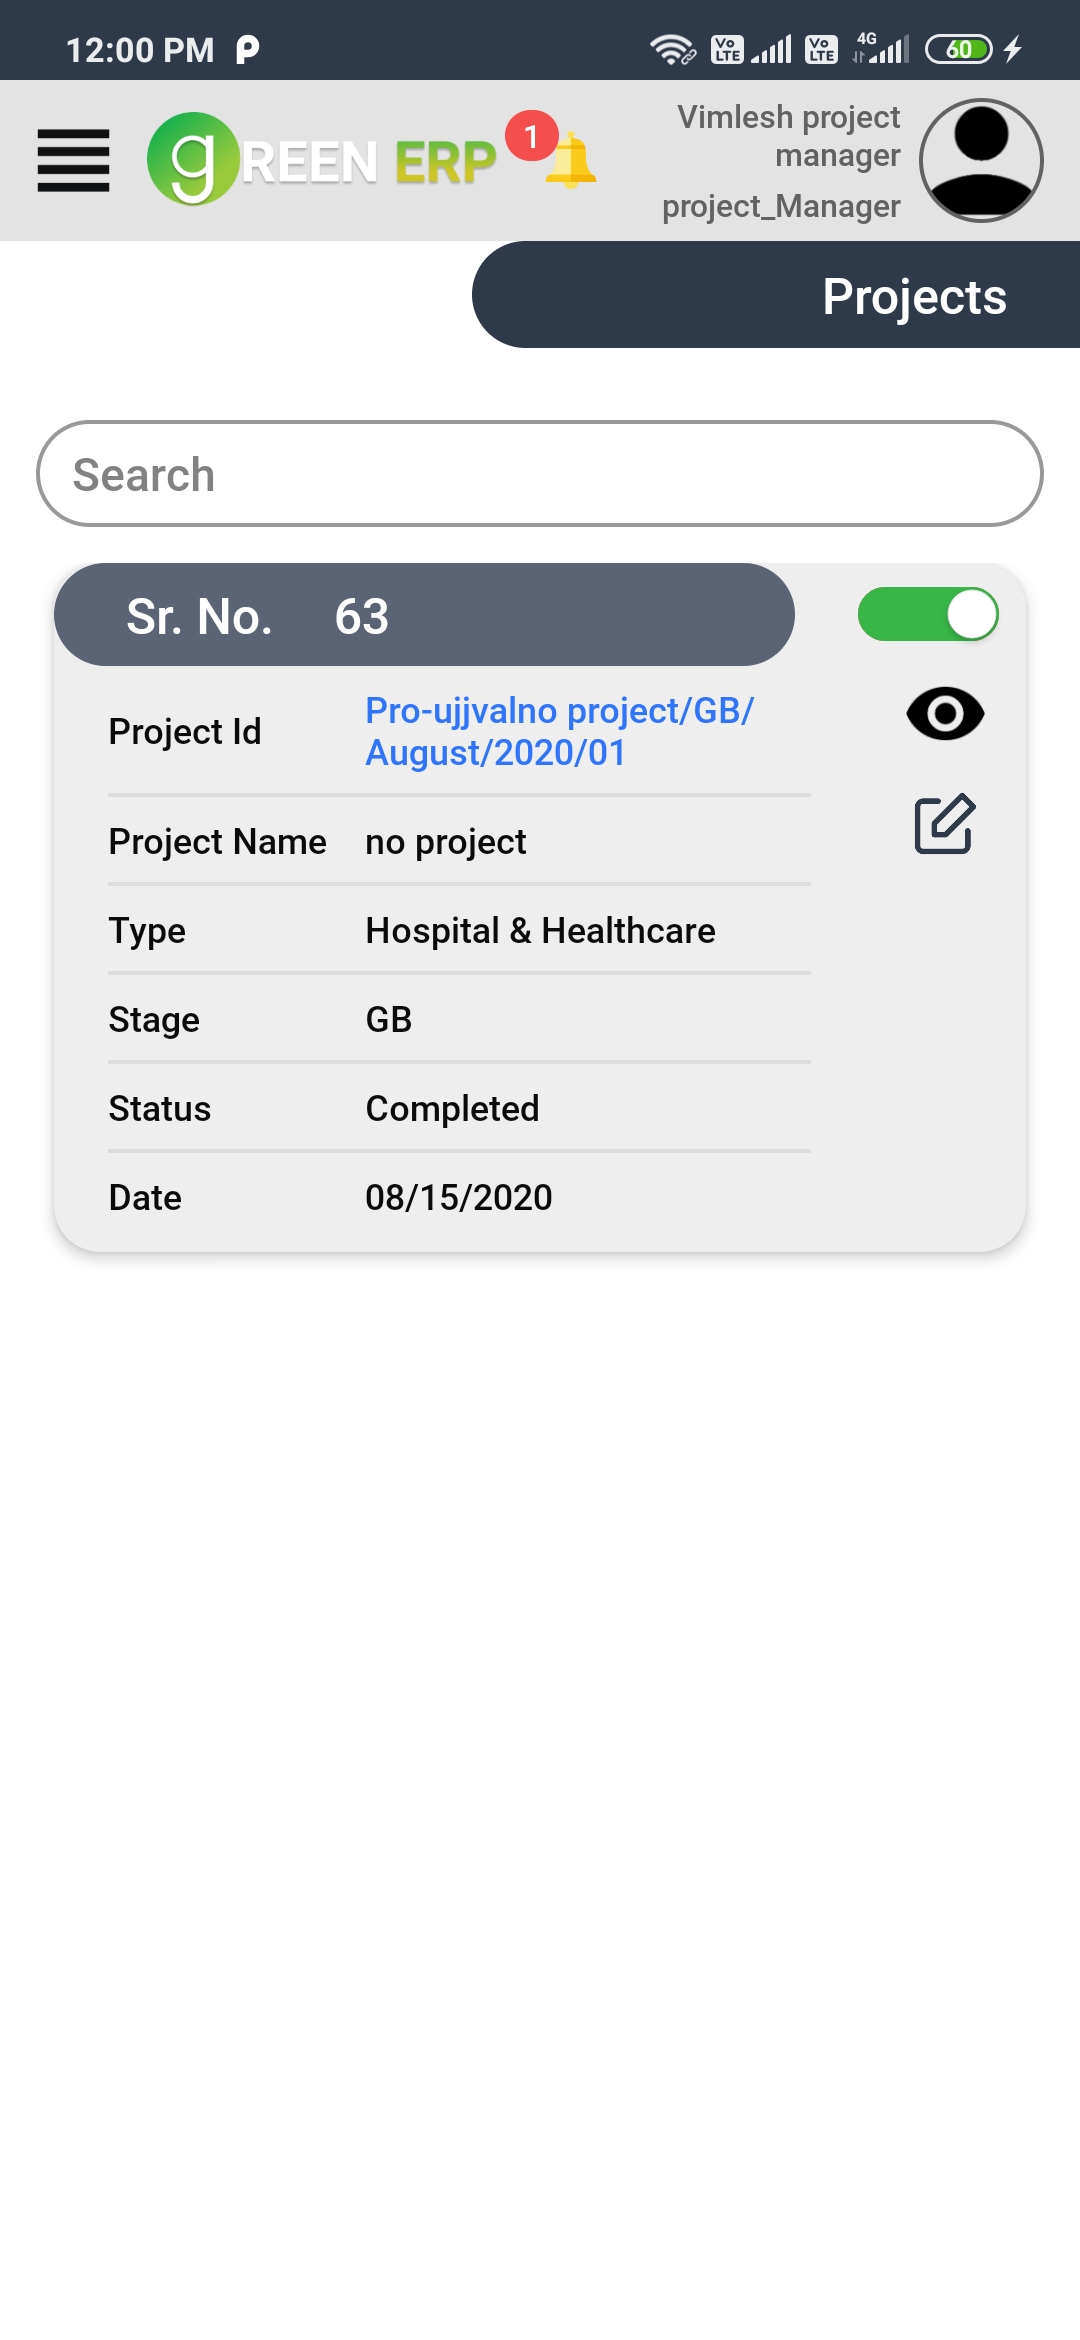 12:00 PM
Vo LTE
Vo LTE
4G
60
gREEN ERP
1
Vimlesh project
manager
project_Manager
Projects
Search
Sr. No. 63
Project Id
Pro-ujjvalno project/GB/
August/2020/01
Project Name no project
Type Hospital & Healthcare
Stage GB
Status Completed
Date 08/15/2020